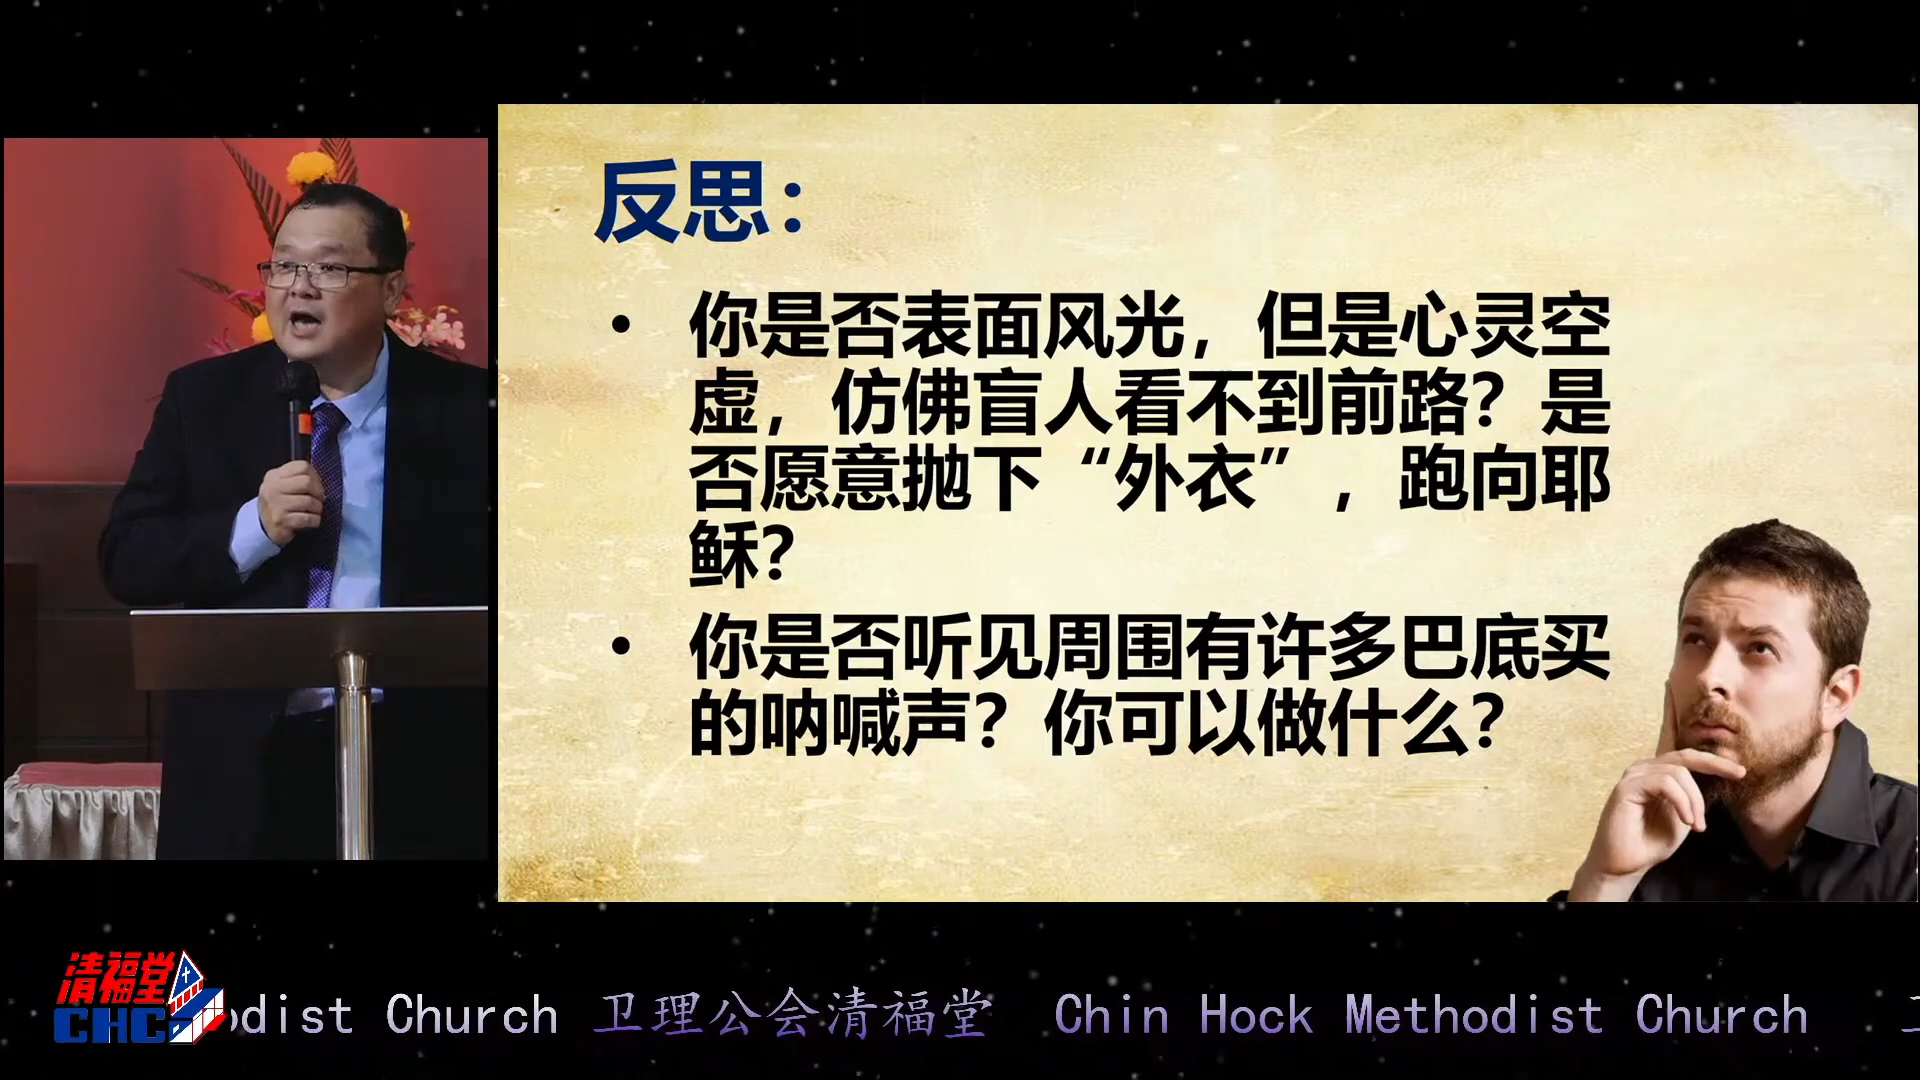 反思：
• 你是否表面风光，但是心灵空
虚，仿佛盲人看不到前路？是
否愿意抛下“外衣”，跑向耶
稣？
• 你是否听见周围有许多巴底买
的呐喊声？你可以做什么？
清福堂
CHC
odist Church 卫理公会清福堂 Chin Hock Methodist Church